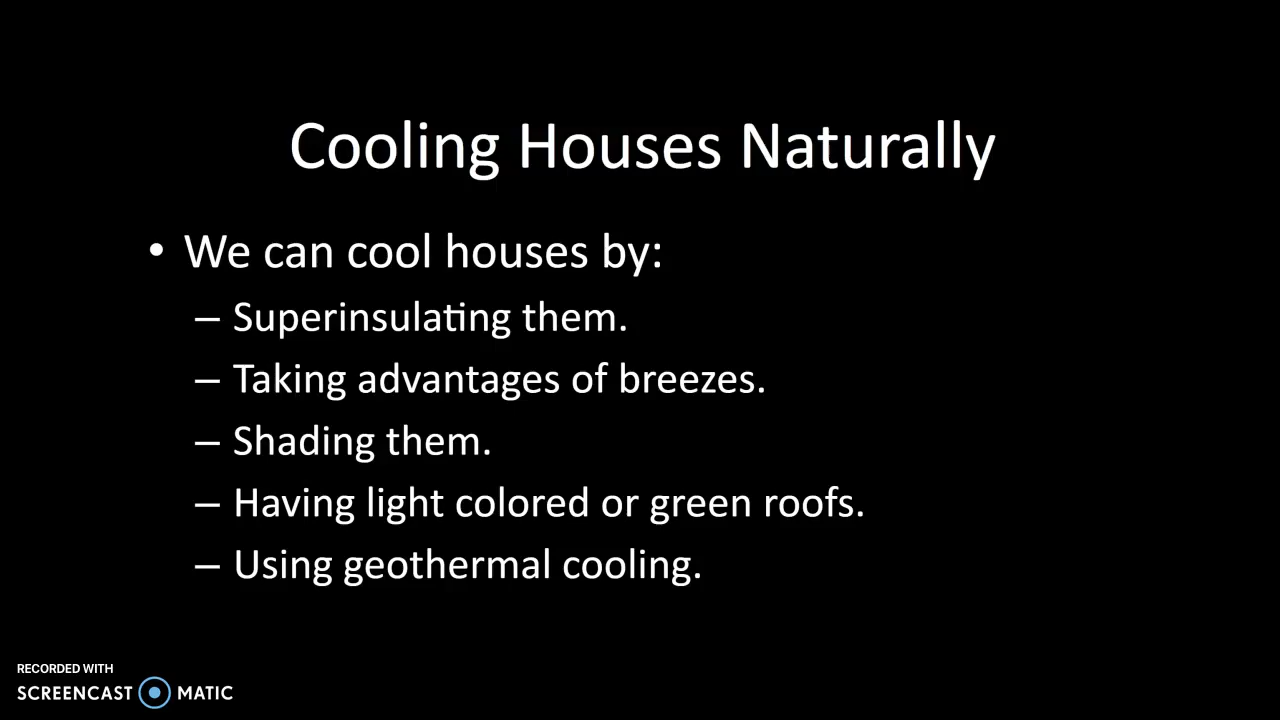 Cooling Houses Naturally
• We can cool houses by:
– Superinsulating them.
– Taking advantages of breezes.
– Shading them.
– Having light colored or green roofs.
– Using geothermal cooling.
RECORDED WITH
SCREENCAST MATIC